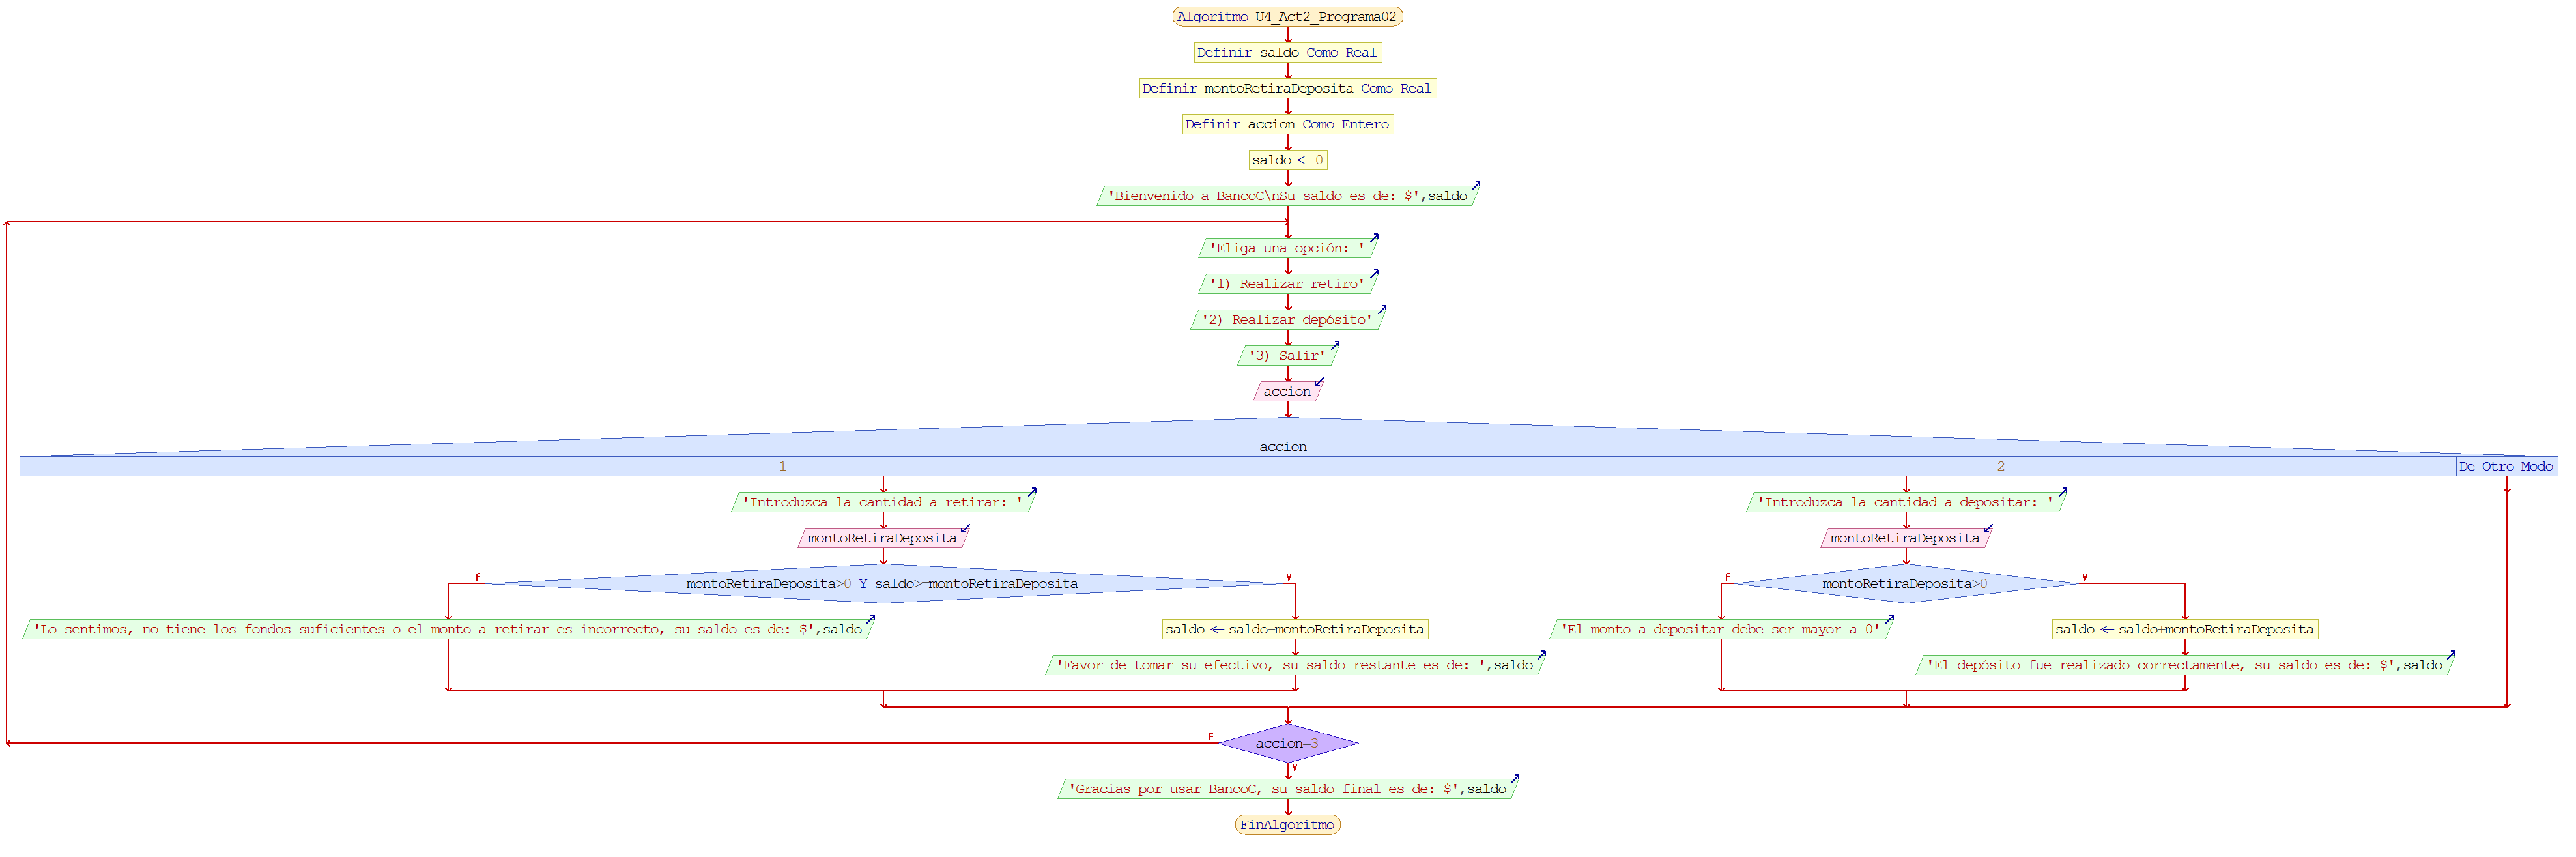 Algoritmo U4_Act2_Programa02
Definir saldo Como Real
Definir montoRetiraDeposita Como Real
Definir accion Como Entero
saldo ← 0
'Bienvenido a BancoC\nSu saldo es de: $',saldo
'Eliga una opción: '
'1) Realizar retiro'
'2) Realizar depósito'
'3) Salir'
accion
accion
1
2
De Otro Modo
'Introduzca la cantidad a retirar: '
montoRetiraDeposita
montoRetiraDeposita>0 Y saldo>=montoRetiraDeposita
F
V
'Lo sentimos, no tiene los fondos suficientes o el monto a retirar es incorrecto, su saldo es de: $',saldo
saldo ← saldo-montoRetiraDeposita
'Favor de tomar su efectivo, su saldo restante es de: ',saldo
'Introduzca la cantidad a depositar: '
montoRetiraDeposita
montoRetiraDeposita>0
F
V
'El monto a depositar debe ser mayor a 0'
saldo ← saldo+montoRetiraDeposita
'El depósito fue realizado correctamente, su saldo es de: $',saldo
F
accion=3
V
'Gracias por usar BancoC, su saldo final es de: $',saldo
FinAlgoritmo